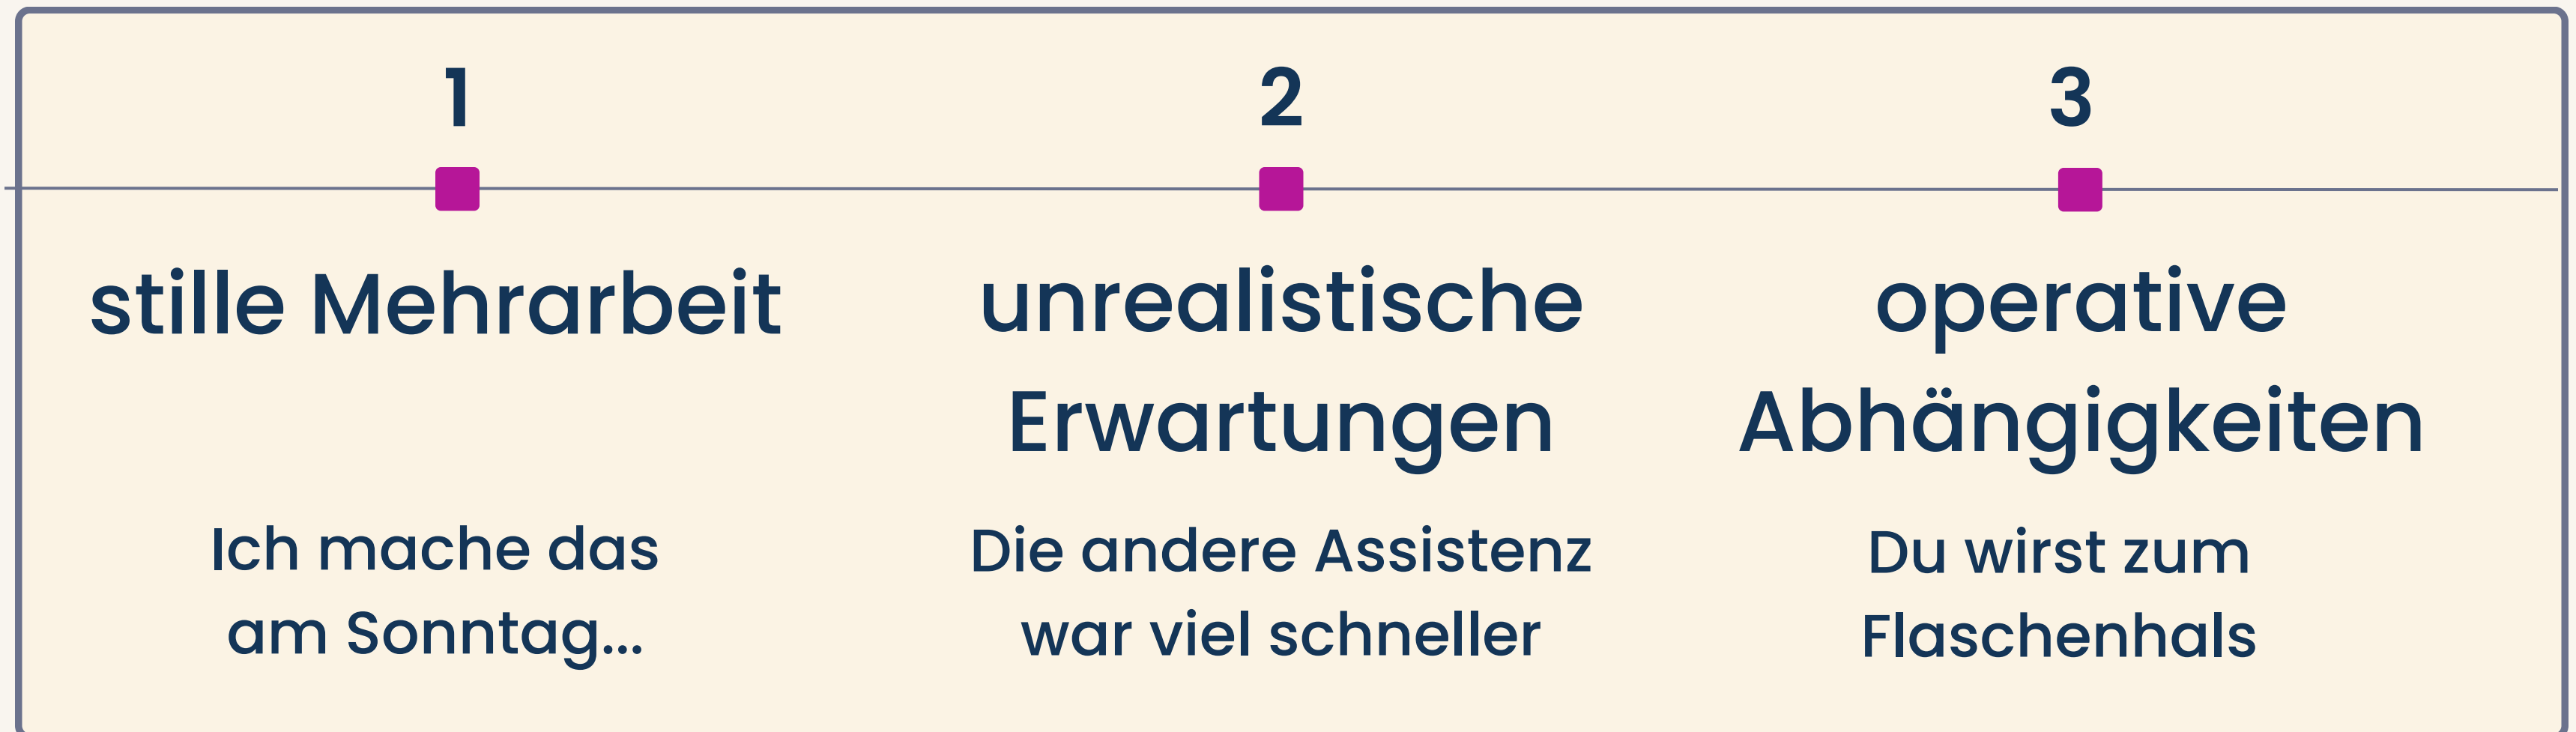 1
stille Mehrarbeit
Ich mache das
am Sonntag...
2
unrealistische
Erwartungen
Die andere Assistenz
war viel schneller
3
operative
Abhängigkeiten
Du wirst zum
Flaschenhals